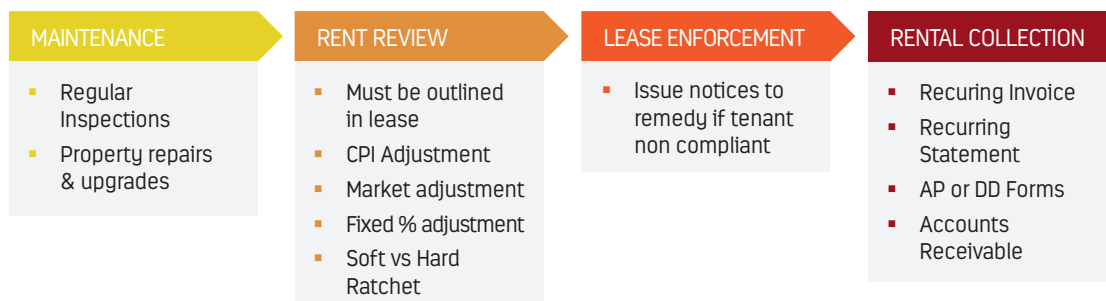 MAINTENANCE
Regular
Inspections
Property repairs
& upgrades
RENT REVIEW
Must be outlined
in lease
CPI Adjustment
Market adjustment
Fixed % adjustment
Soft vs Hard
Ratchet
LEASE ENFORCEMENT
Issue notices to
remedy if tenant
non compliant
RENTAL COLLECTION
Recuring Invoice
Recurring
Statement
AP or DD Forms
Accounts
Receivable